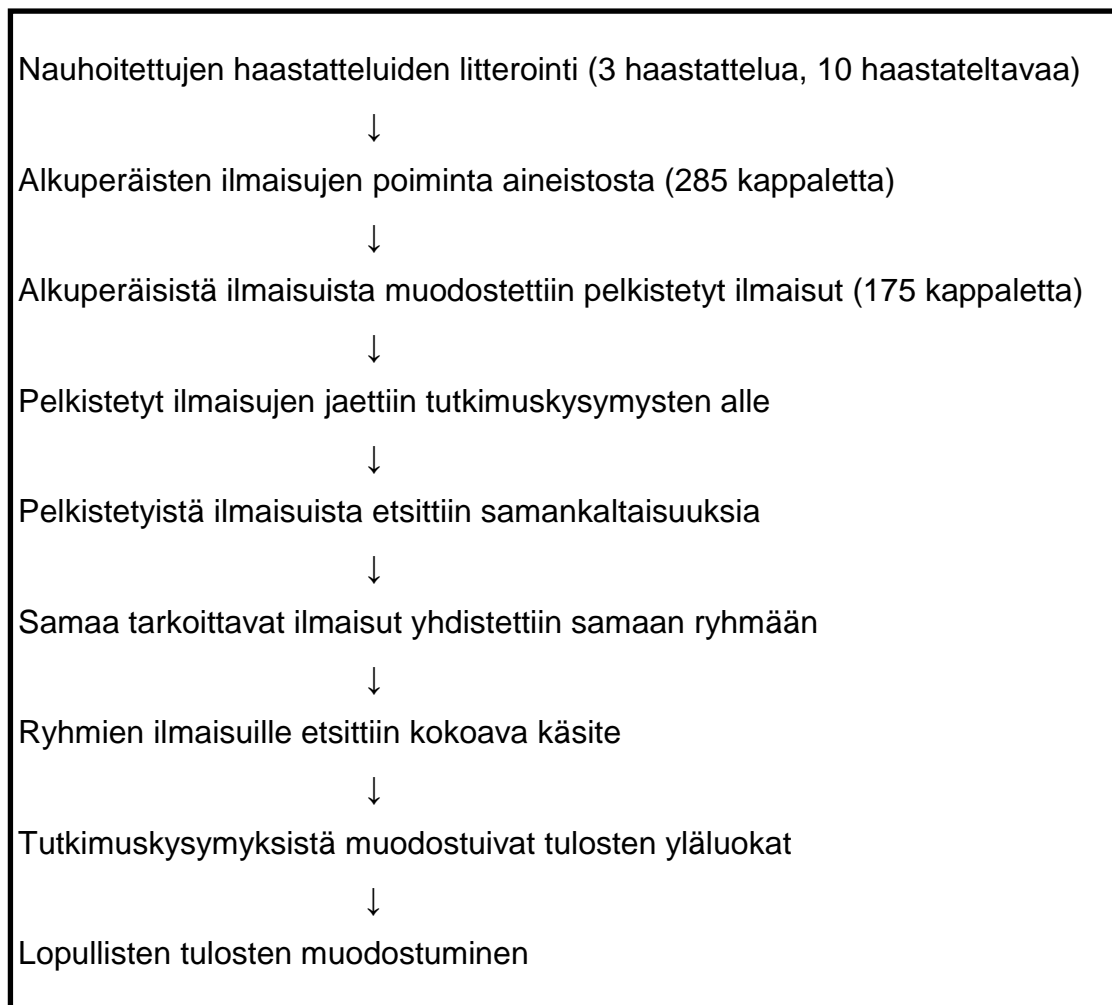 Nauhoitettujen haastatteluiden litterointi (3 haastattelua, 10 haastateltavaa)
↓
Alkuperäisten ilmaisujen poiminta aineistosta (285 kappaletta)
↓
Alkuperäisistä ilmaisuista muodostettiin pelkistetyt ilmaisut (175 kappaletta)
↓
Pelkistetyt ilmaisujen jaettiin tutkimuskysymysten alle
↓
Pelkistetyistä ilmaisuista etsittiin samankaltaisuuksia
↓
Samaa tarkoittavat ilmaisut yhdistettiin samaan ryhmään
↓
Ryhmien ilmaisuille etsittiin kokoava käsite
↓
Tutkimuskysymyksistä muodostuivat tulosten yläluokat
↓
Lopullisten tulosten muodostuminen